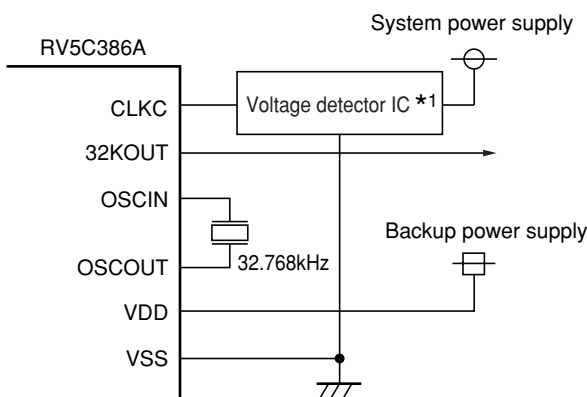 System power supply
RV5C386A
CLKC
Voltage detector IC *1
32KOUT
OSCIN
Backup power supply
OSCOUT
32.768kHz
VDD
VSS